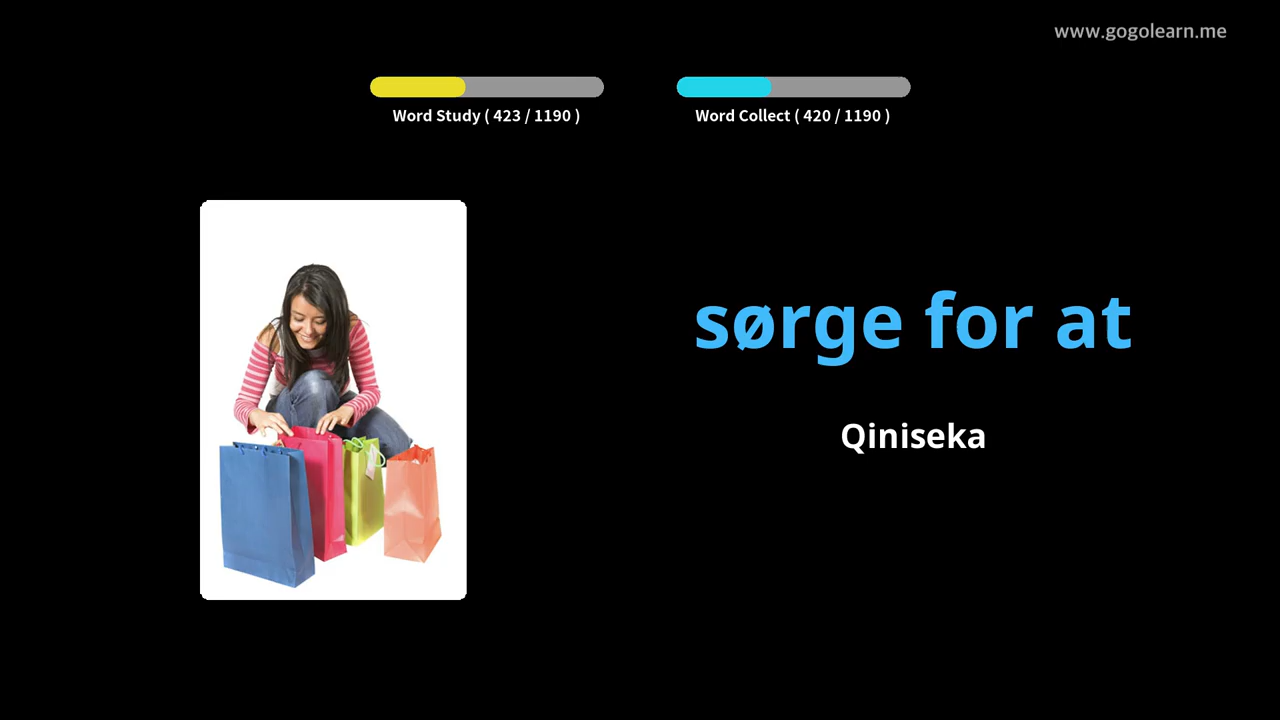 www.gogolearn.me
Word Study ( 423 / 1190 )
Word Collect ( 420 / 1190 )
sørge for at
Qiniseka